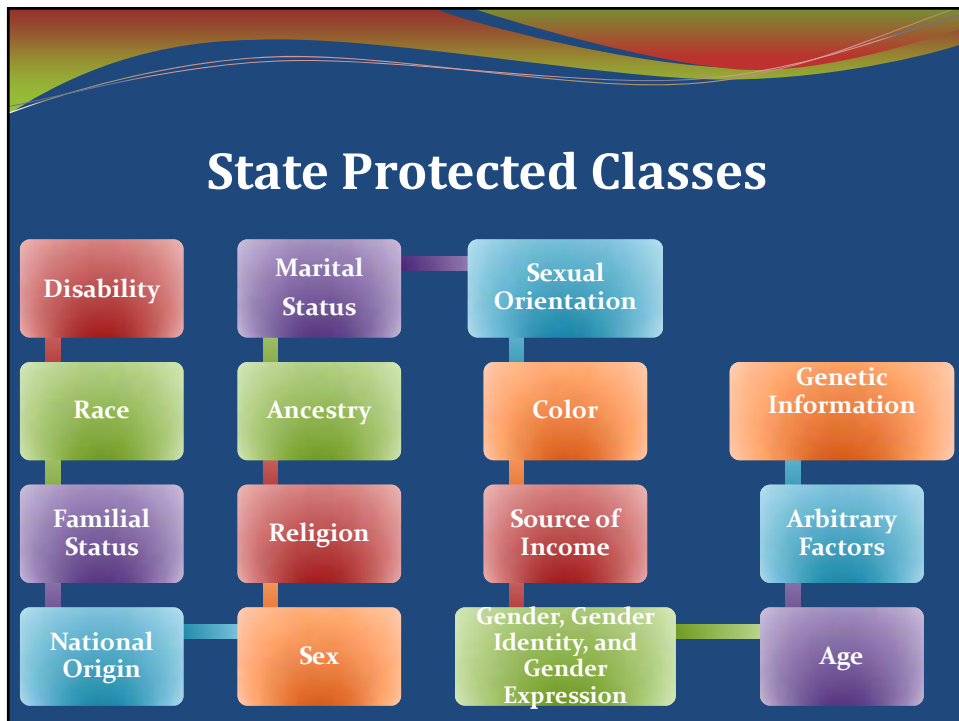 State Protected Classes
Disability
Race
Familial
Status
National
Origin
Sex
Religion
Ancestry
Marital
Status
Sexual
Orientation
Color
Source of
Income
Gender, Gender
Identity, and
Gender
Expression
Age
Arbitrary
Factors
Genetic
Information